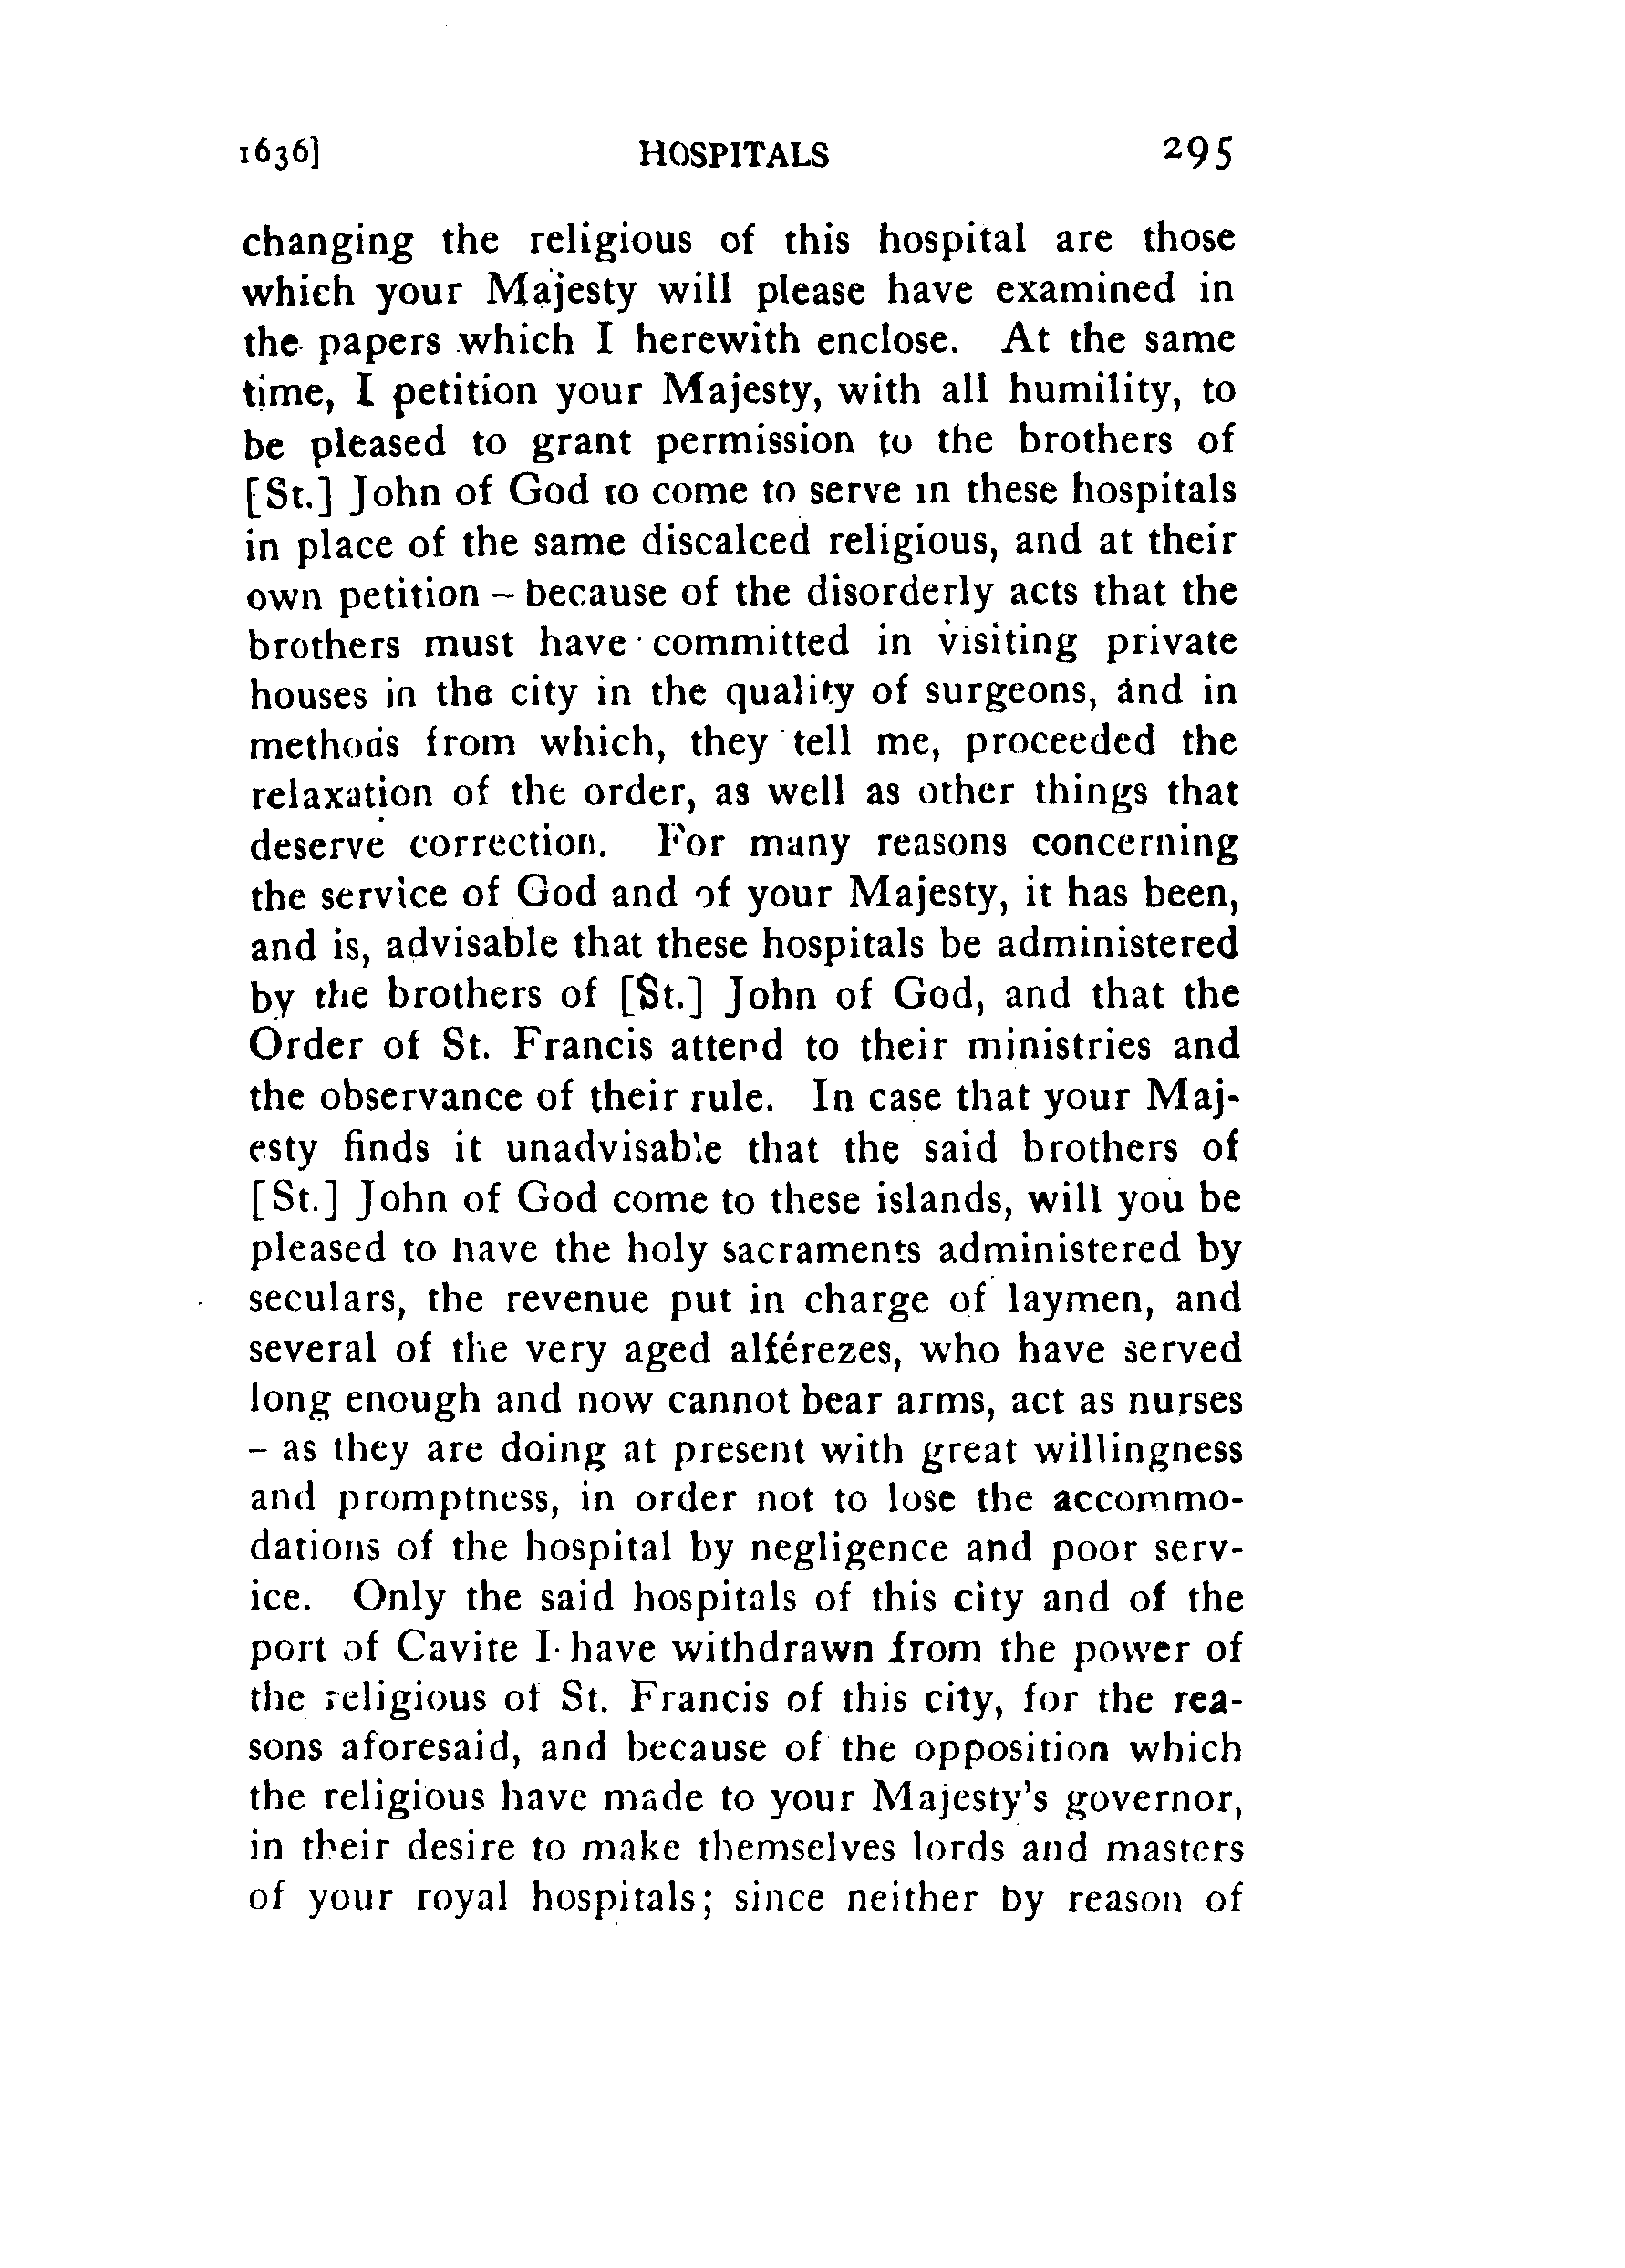 1636] HOSPITALS 295
changing the religious of this hospital are those
which your Majesty will please have examined in
the papers which I herewith enclose. At the same
time, I petition your Majesty, with all humility, to
be pleased to grant permission to the brothers of
[St.] John of God to come to serve in these hospitals
in place of the same discalced religious, and at their
own petition – because of the disorderly acts that the
brothers must have committed in visiting private
houses in the city in the quality of surgeons, and in
methods from which, they tell me, proceeded the
relaxation of the order, as well as other things that
deserve correction. For many reasons concerning
the service of God and of your Majesty, it has been,
and is, advisable that these hospitals be administered
by the brothers of [St.] John of God, and that the
Order of St. Francis attend to their ministries and
the observance of their rule. In case that your Maj-
esty finds it unadvisable that the said brothers of
[St.] John of God come to these islands, will you be
pleased to have the holy sacraments administered by
seculars, the revenue put in charge of laymen, and
several of the very aged alférezes, who have served
long enough and now cannot bear arms, act as nurses
– as they are doing at present with great willingness
and promptness, in order not to lose the accommo-
dations of the hospital by negligence and poor serv-
ice. Only the said hospitals of this city and of the
port of Cavite I have withdrawn from the power of
the religious of St. Francis of this city, for the rea-
sons aforesaid, and because of the opposition which
the religious have made to your Majesty's governor,
in their desire to make themselves lords and masters
of your royal hospitals; since neither by reason of